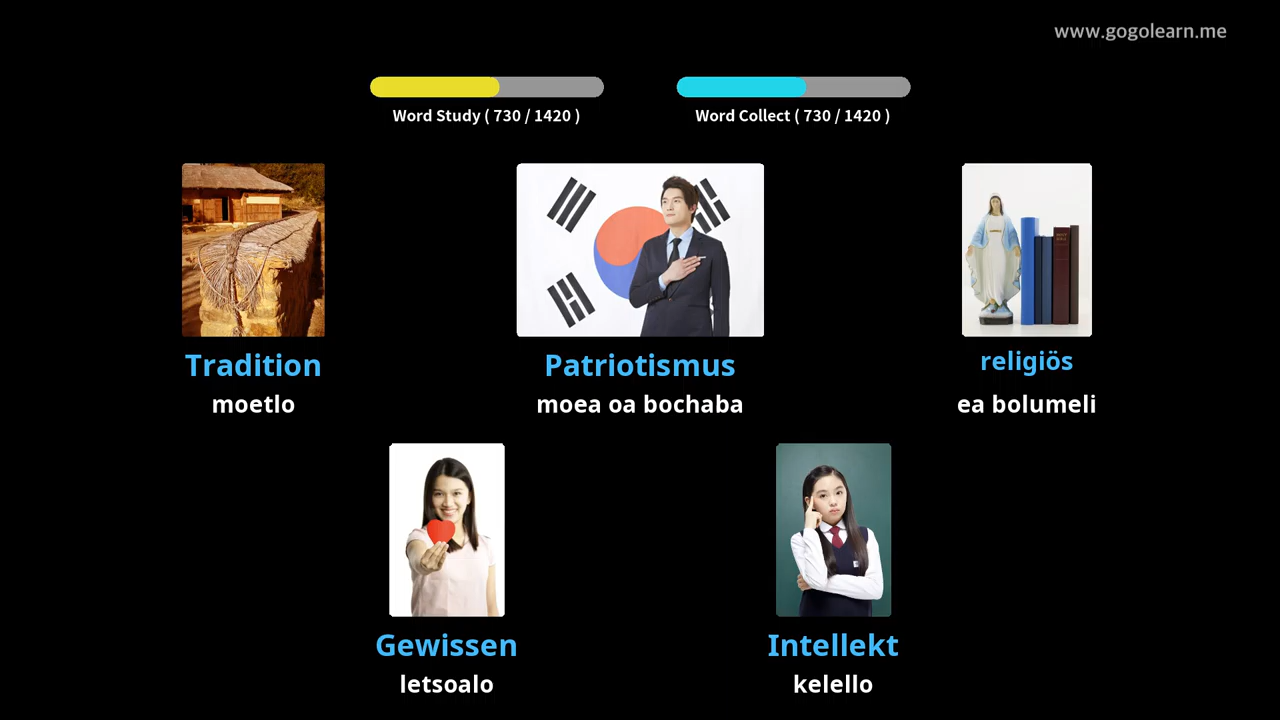 www.gogolearn.me
Word Study ( 730 / 1420 )
Word Collect ( 730 / 1420 )
Tradition
moetlo
Patriotismus
moea oa bochaba
religiös
ea bolumeli
Gewissen
letsoalo
Intellekt
kelello